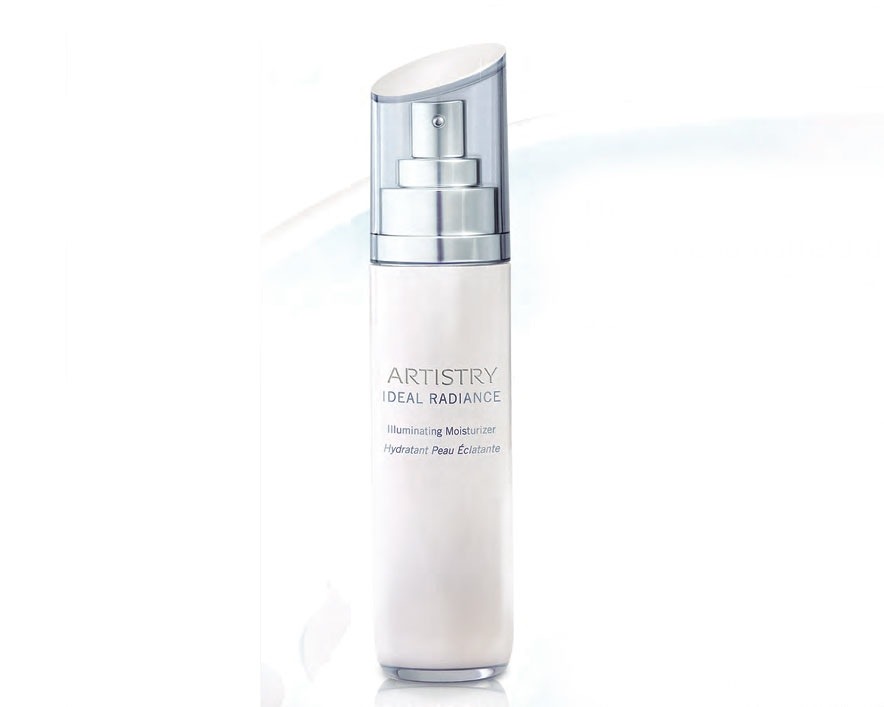 ARTISTRY
IDEAL RADIANCE
Illuminating Moisturizer
Hydratant Peau Éclatante